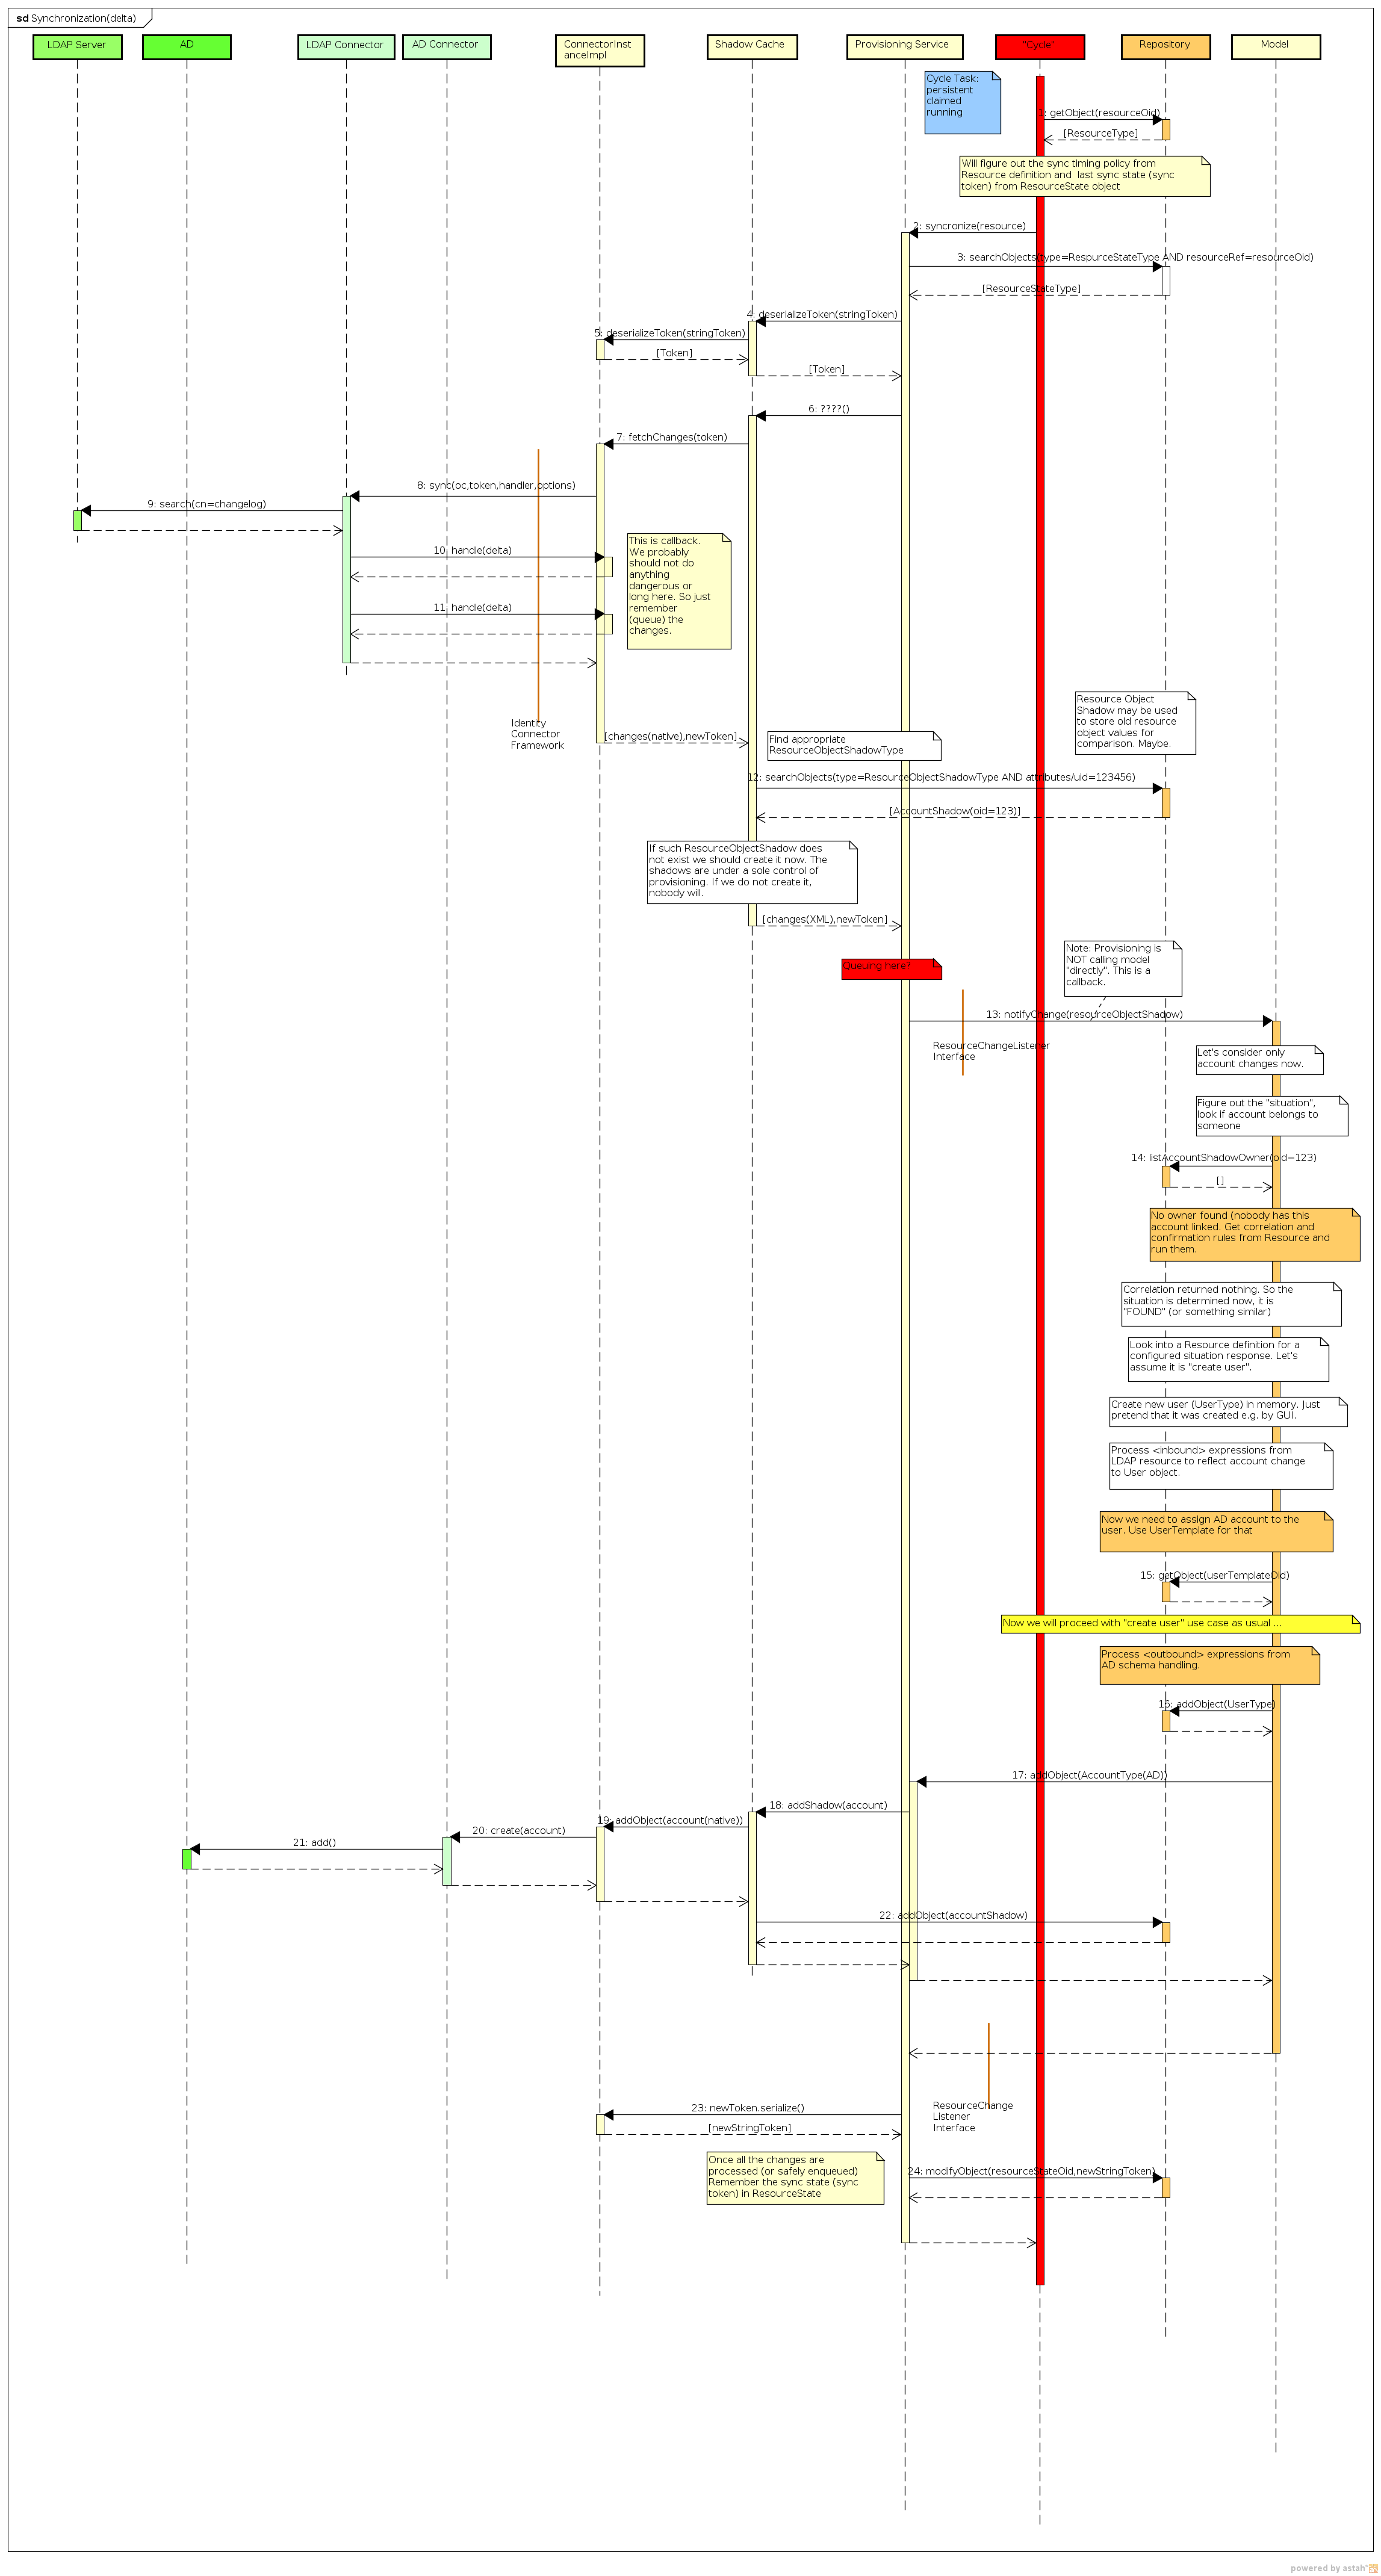 sd Synchronization(delta)
LDAP Server
AD
LDAP Connector
AD Connector
ConnectorInst
anceImpl
Shadow Cache
Provisioning Service
"Cycle"
Repository
Model
Cycle Task:
persistent
claimed
running
1: getObject(resourceOid)
[ResourceType]
Will figure out the sync timing policy from
Resource definition and  last sync state (sync
token) from ResourceState object
2: syncronize(resource)
3: searchObjects(type=RespurceStateType AND resourceRef=resourceOid)
[ResourceStateType]
4: deserializeToken(stringToken)
5: deserializeToken(stringToken)
[Token]
[Token]
6: ????()
7: fetchChanges(token)
8: sync(oc,token,handler,options)
9: search(cn=changelog)
This is callback.
We probably
should not do
anything
dangerous or
long here. So just
remember
(queue) the
changes.
10: handle(delta)
11: handle(delta)
Resource Object
Shadow may be used
to store old resource
object values for
comparison. Maybe.
Identity
Connector
Framework
[changes(native),newToken]
Find appropriate
ResourceObjectShadowType
12: searchObjects(type=ResourceObjectShadowType AND attributes/uid=123456)
[AccountShadow(oid=123)]
If such ResourceObjectShadow does
not exist we should create it now. The
shadows are under a sole control of
provisioning. If we do not create it,
nobody will.
[changes(XML),newToken]
Note: Provisioning is
NOT calling model
"directly". This is a
callback.
Queuing here?
13: notifyChange(resourceObjectShadow)
ResourceChangeListener
Interface
Let's consider only
account changes now.
Figure out the "situation",
look if account belongs to
someone
14: listAccountShadowOwner(oid=123)
[]
No owner found (nobody has this
account linked. Get correlation and
confirmation rules from Resource and
run them.
Correlation returned nothing. So the
situation is determined now, it is
"FOUND" (or something similar)
Look into a Resource definition for a
configured situation response. Let's
assume it is "create user".
Create new user (UserType) in memory. Just
pretend that it was created e.g. by GUI.
Process <inbound> expressions from
LDAP resource to reflect account change
to User object.
Now we need to assign AD account to the
user. Use UserTemplate for that
15: getObject(userTemplateOid)
Now we will proceed with "create user" use case as usual ...
Process <outbound> expressions from
AD schema handling.
16: addObject(UserType)
17: addObject(AccountType(AD))
18: addShadow(account)
19: addObject(account(native))
20: create(account)
21: add()
22: addObject(accountShadow)
ResourceChange
Listener
Interface
23: newToken.serialize()
[newStringToken]
Once all the changes are
processed (or safely enqueued)
Remember the sync state (sync
token) in ResourceState
24: modifyObject(resourceStateOid,newStringToken)
powered by astah*